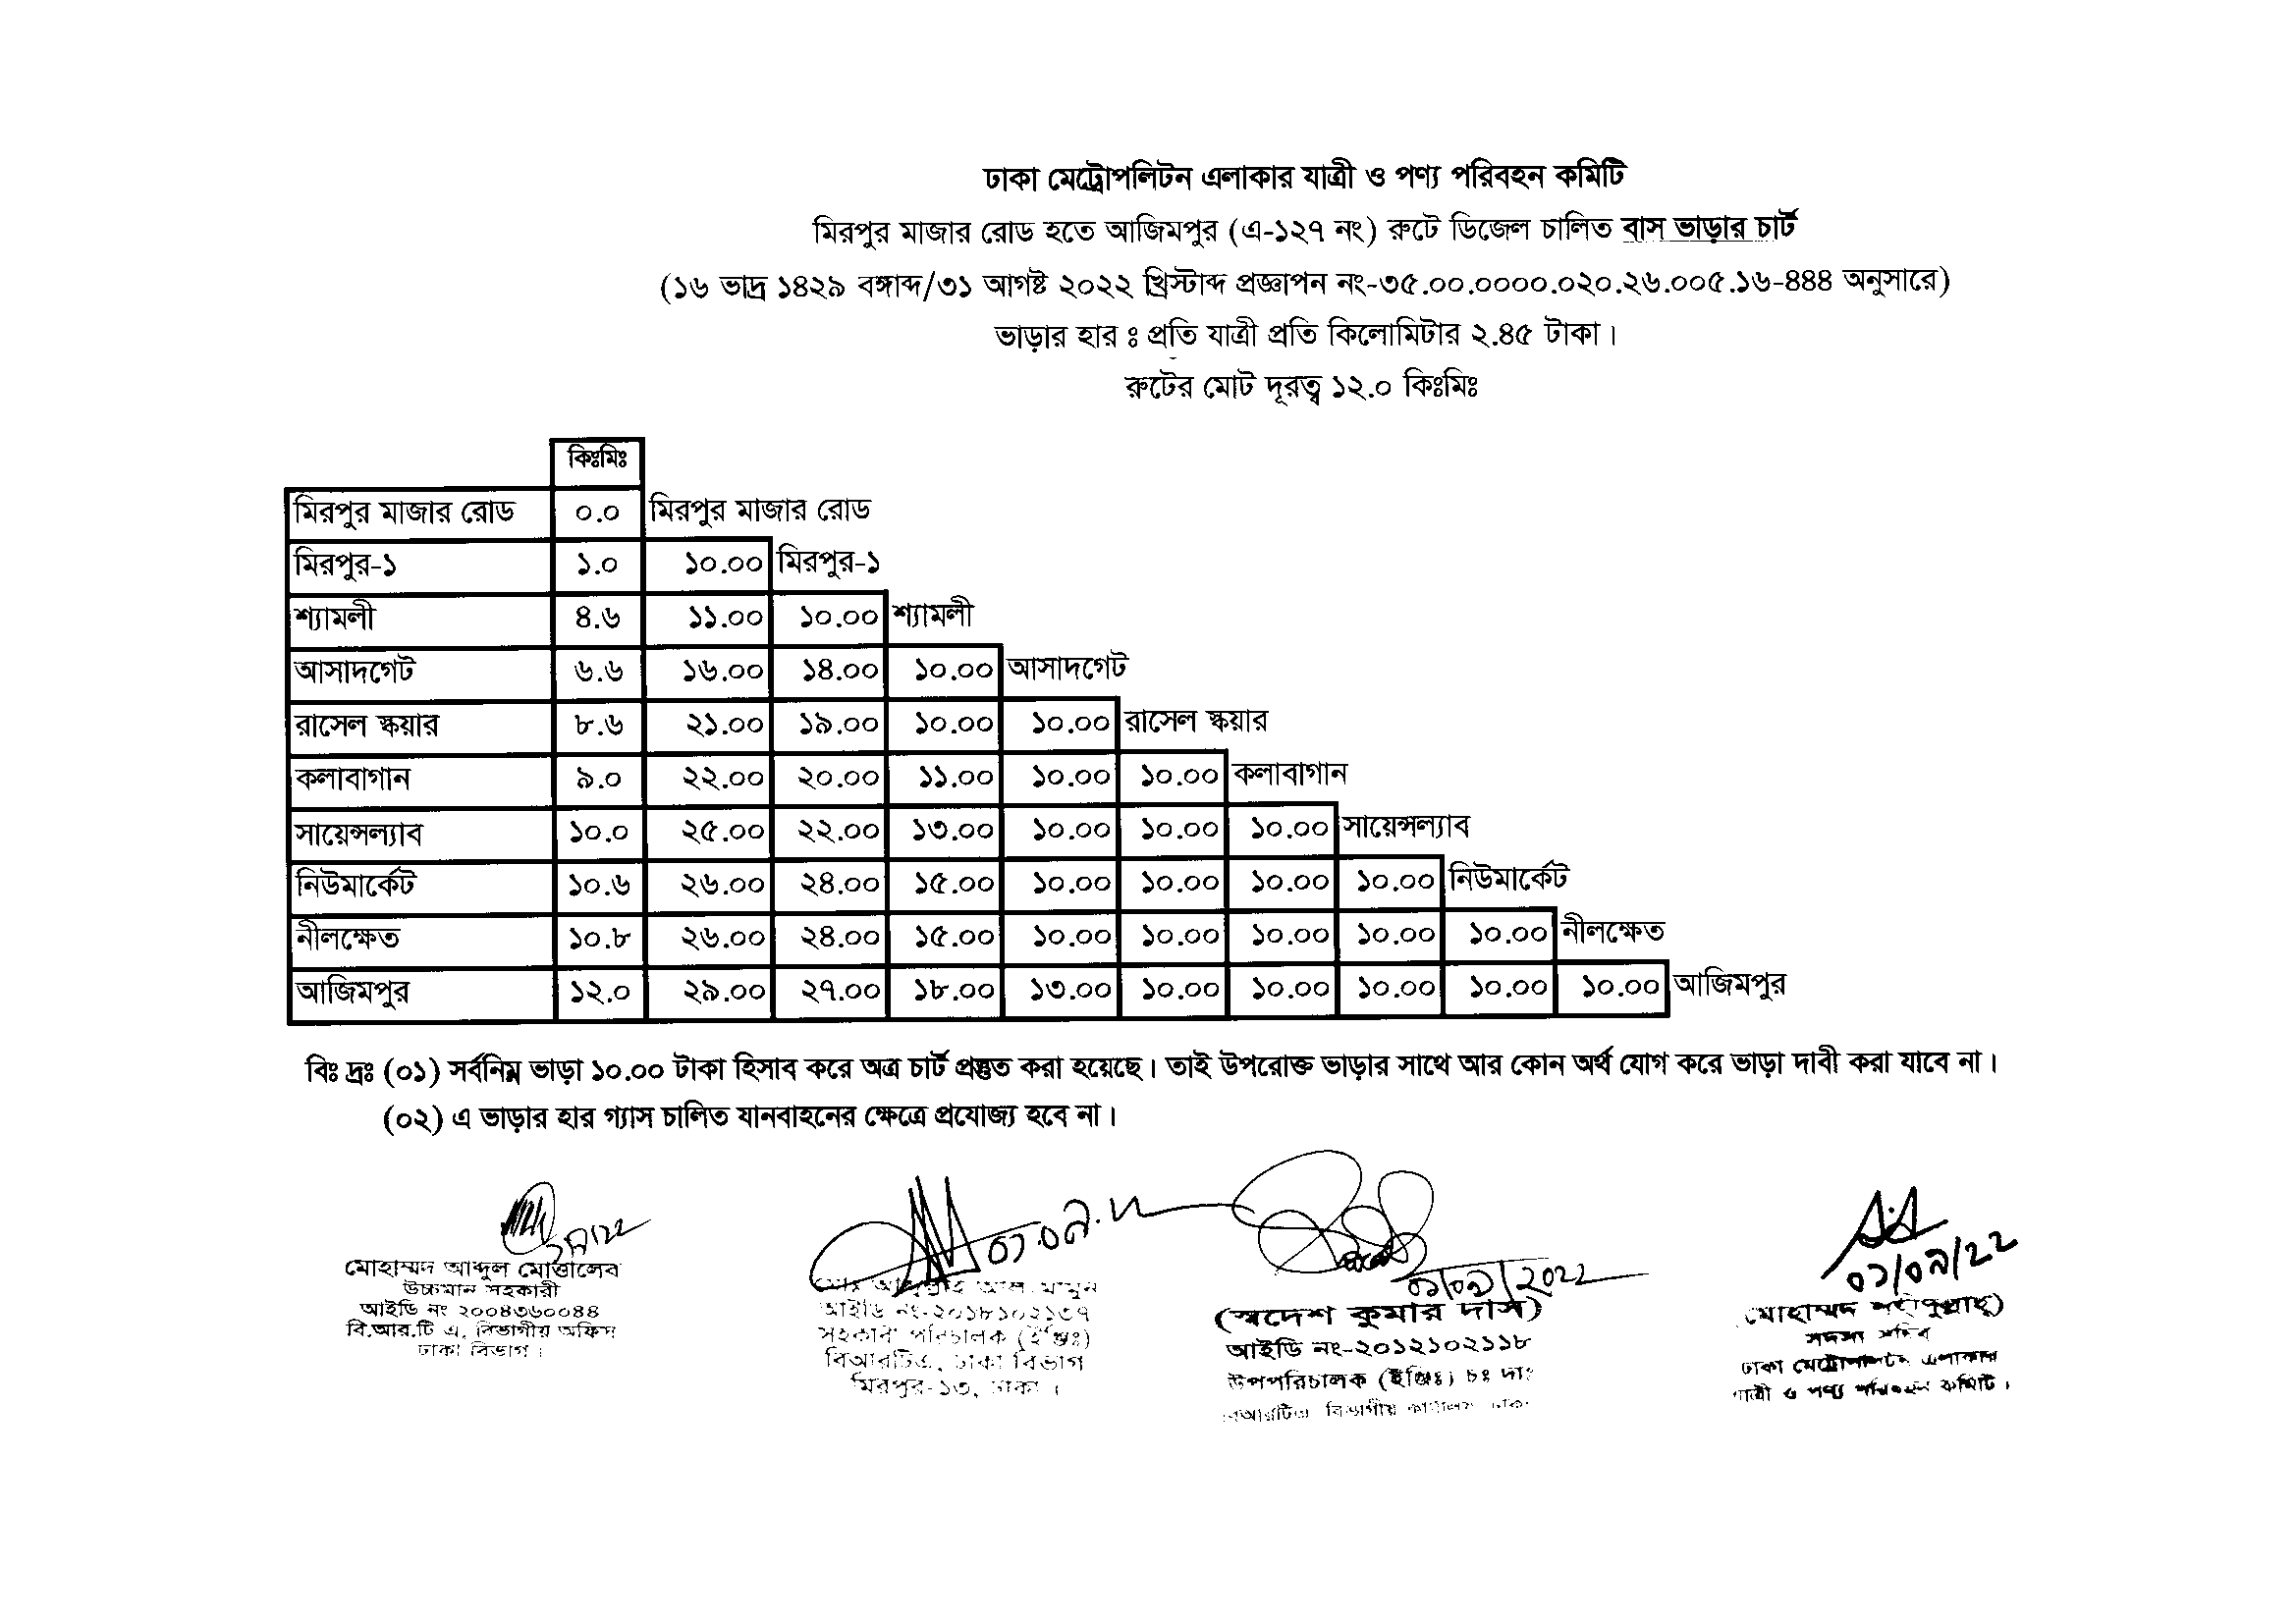 ঢাকা মেট্রোপলিটন এলাকার যাত্রী ও পণ্য পরিবহন কমিটি
মিরপুর মাজার রোড হতে আজিমপুর (এ-১২৭ নং) রুটে ডিজেল চালিত বাস ভাড়ার চার্ট
(১৬ ভাদ্র ১৪২৯ বঙ্গাব্দ/৩১ আগষ্ট ২০২২ খ্রিস্টাব্দ প্রজ্ঞাপন নং-৩৫.০০.০০০০.০২০.২৬.০০৫.১৬-৪৪৪ অনুসারে)
ভাড়ার হার ঃ প্রতি যাত্রী প্রতি কিলোমিটার ২.৪৫ টাকা।
রুটের মোট দূরত্ব ১২.০ কিঃমিঃ
কিঃমিঃ
মিরপুর মাজার রোড ০.০ মিরপুর মাজার রোড
মিরপুর-১ ১.০ ১০.০০ মিরপুর-১
শ্যামলী ৪.৬ ১১.০০ ১০.০০ শ্যামলী
আসাদগেট ৬.৬ ১৬.০০ ১৪.০০ ১০.০০ আসাদগেট
রাসেল স্কয়ার ৮.৬ ২১.০০ ১৯.০০ ১০.০০ ১০.০০ রাসেল স্কয়ার
কলাবাগান ৯.০ ২২.০০ ২০.০০ ১১.০০ ১০.০০ ১০.০০ কলাবাগান
সায়েন্সল্যাব ১০.০ ২৫.০০ ২২.০০ ১৩.০০ ১০.০০ ১০.০০ ১০.০০ সায়েন্সল্যাব
নিউমার্কেট ১০.৬ ২৬.০০ ২৪.০০ ১৫.০০ ১০.০০ ১০.০০ ১০.০০ ১০.০০ নিউমার্কেট
নীলক্ষেত ১০.৮ ২৬.০০ ২৪.০০ ১৫.০০ ১০.০০ ১০.০০ ১০.০০ ১০.০০ ১০.০০ নীলক্ষেত
আজিমপুর ১২.০ ২৯.০০ ২৭.০০ ১৮.০০ ১৩.০০ ১০.০০ ১০.০০ ১০.০০ ১০.০০ ১০.০০ আজিমপুর
বিঃ দ্রঃ (০১) সর্বনিম্ন ভাড়া ১০.০০ টাকা হিসাব করে অত্র চার্ট প্রস্তুত করা হয়েছে। তাই উপরোক্ত ভাড়ার সাথে আর কোন অর্থ যোগ করে ভাড়া দাবী করা যাবে না।
(০২) এ ভাড়ার হার গ্যাস চালিত যানবাহনের ক্ষেত্রে প্রযোজ্য হবে না।
মোহাম্মদ আব্দুল মোত্তালেব
উচ্চমান সহকারী
আইডি নং ২০০৪৩৬০০৪৪
বি.আর.টি এ, বিভাগীয় অফিস
ঢাকা বিভাগ।
০১.০৯.২২
আল মামুন
আইডি নং-২০১৮১০২১৩৭
সহকারী পরিচালক (ইঞ্জিঃ)
বিআরটিএ, ঢাকা বিভাগ
মিরপুর-১৩, ঢাকা।
০১/০৯/২০২২
(স্বদেশ কুমার দাস)
আইডি নং-২০১২১০২১১৮
উপপরিচালক (ইঞ্জিঃ) চঃ দাঃ
বিআরটিএ বিভাগীয় কার্যালয় ঢাকা
০১/০৯/২২
(মোহাম্মদ শহীদুল্লাহ্)
সদস্য সচিব
ঢাকা মেট্রোপলিটন এলাকার
যাত্রী ও পণ্য পরিবহন কমিটি।